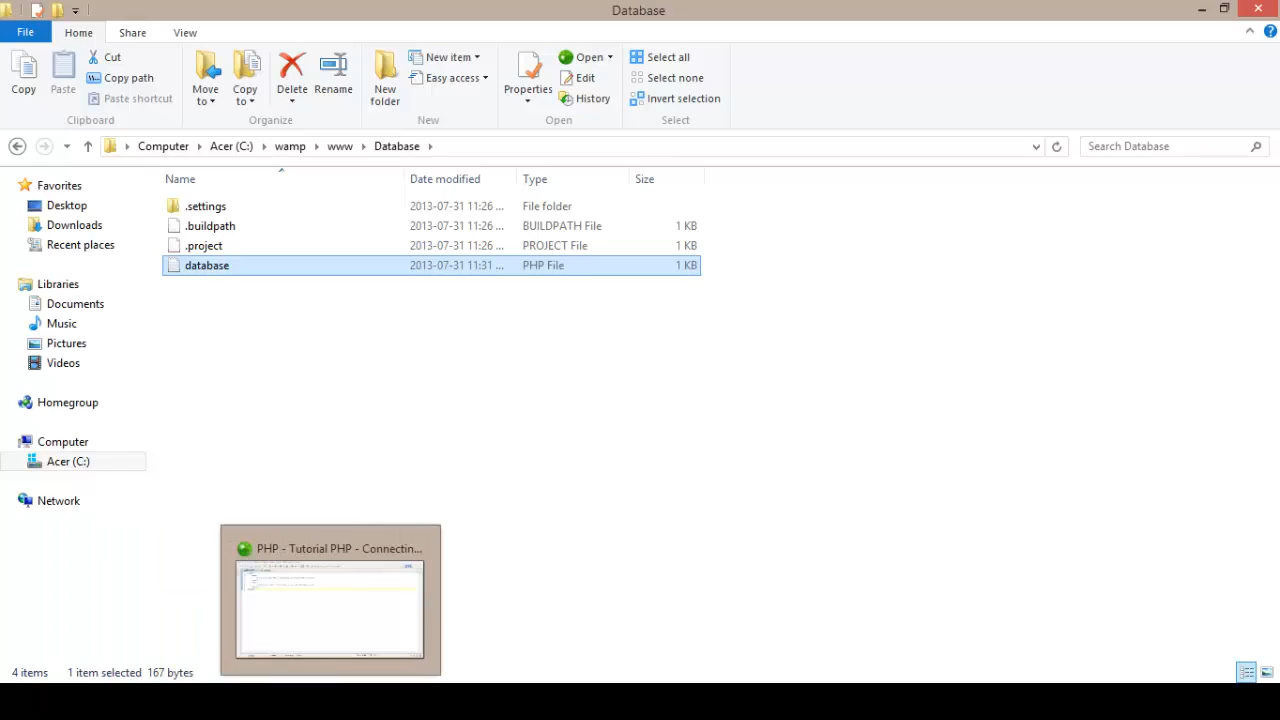 Database
File Home Share View
Copy
Paste
Cut
Copy path
Paste shortcut
Clipboard
Move to
Copy to
Delete
Rename
Organize
New folder
New item
Easy access
New
Properties
Open
Edit
History
Open
Select all
Select none
Invert selection
Select
Computer Acer (C:) wamp www Database
Search Database
Name Date modified Type Size
.settings 2013-07-31 11:26 ... File folder
.buildpath 2013-07-31 11:26 ... BUILDPATH File 1 KB
.project 2013-07-31 11:26 ... PROJECT File 1 KB
database 2013-07-31 11:31 ... PHP File 1 KB
Favorites
Desktop
Downloads
Recent places
Libraries
Documents
Music
Pictures
Videos
Homegroup
Computer
Acer (C:)
Network
PHP - Tutorial PHP - Connectin...
4 items 1 item selected 167 bytes